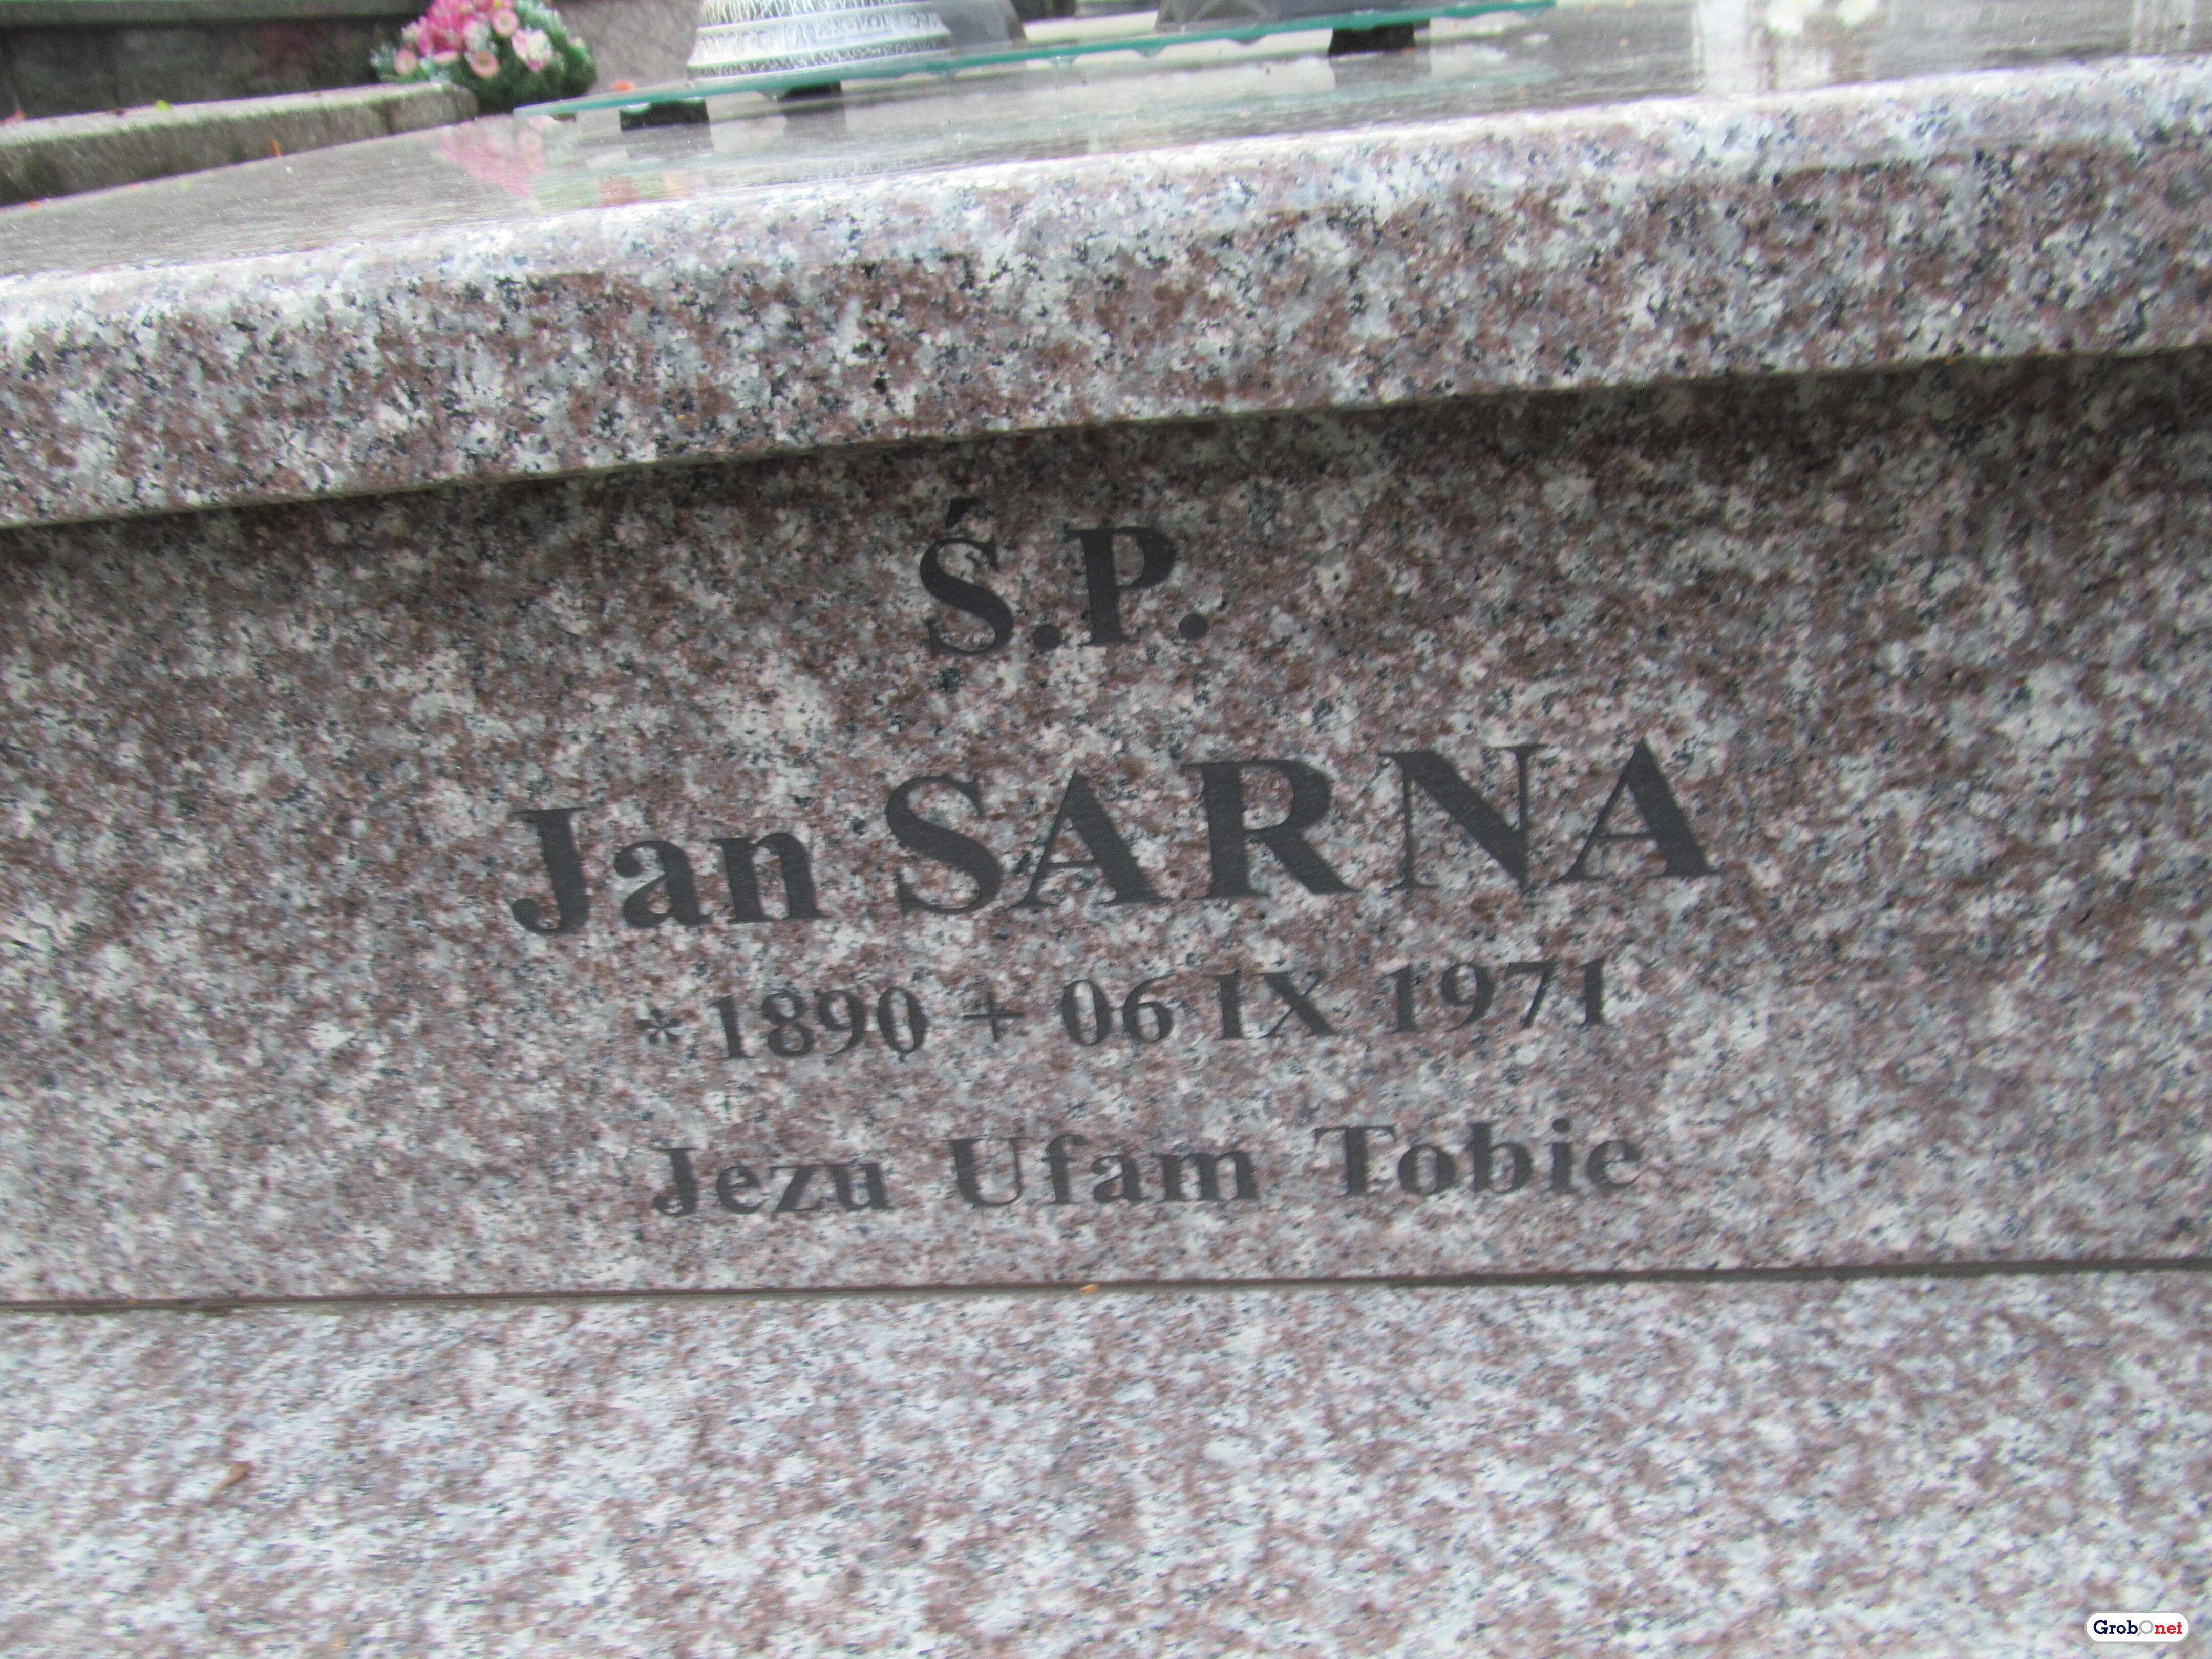 Ś.P.
Jan SARNA
* 1890 + 06 IX 1971
Jezu Ufam Tobie
GrobOnet